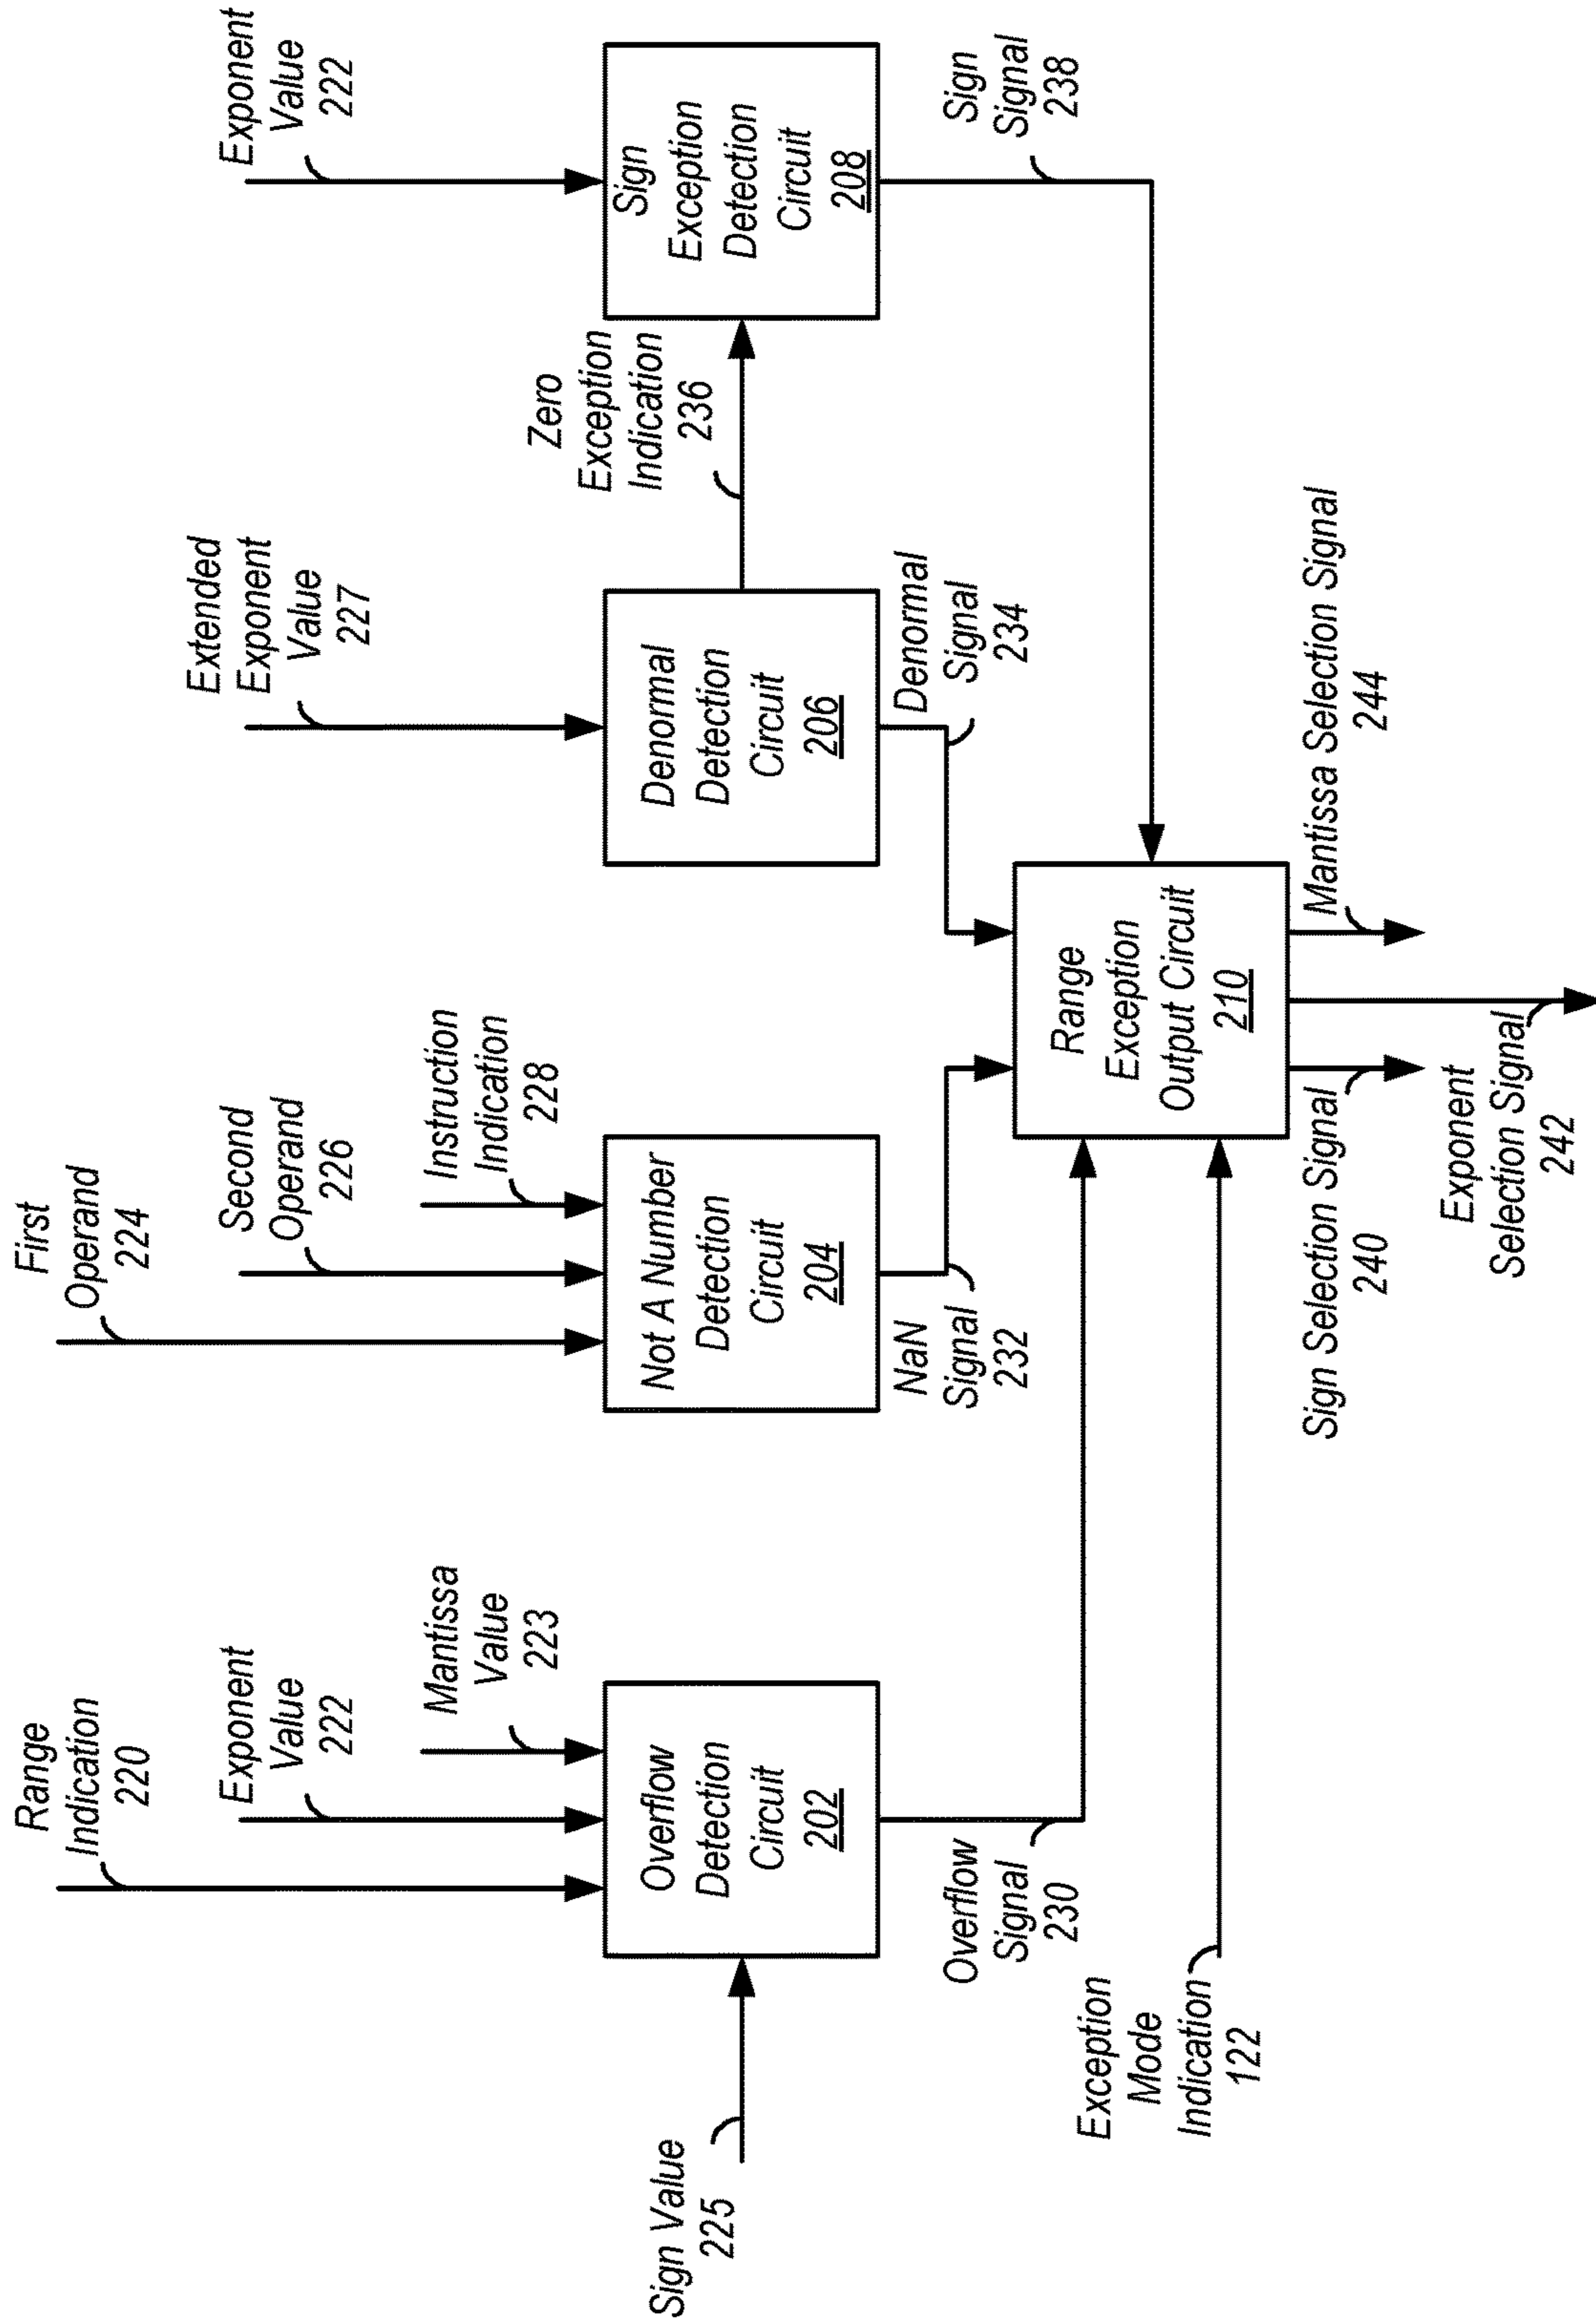 Range
Indication
220
Exponent
Value
222
Mantissa
Value
223
Sign Value
225
Overflow
Detection
Circuit
202
First
Operand
224
Second
Operand
226
Instruction
Indication
228
Not A Number
Detection
Circuit
204
Extended
Exponent
Value
227
Denormal
Detection
Circuit
206
Zero
Exception
Indication
236
Exponent
Value
222
Sign
Exception
Detection
Circuit
208
Overflow
Signal
230
NaN
Signal
232
Denormal
Signal
234
Sign
Signal
238
Exception
Mode
Indication
122
Range
Exception
Output Circuit
210
Sign Selection Signal
240
Exponent
Selection Signal
242
Mantissa Selection Signal
244